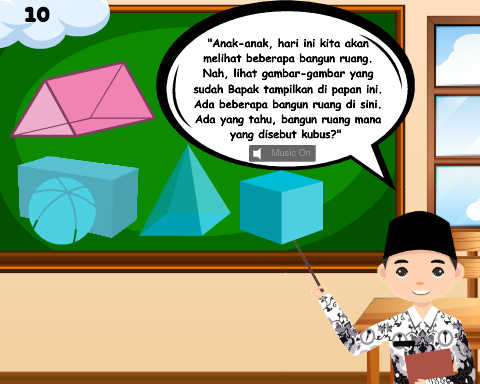 10
"Anak-anak, hari ini kita akan
melihat beberapa bangun ruang.
Nah, lihat gambar-gambar yang
sudah Bapak tampilkan di papan ini.
Ada beberapa bangun ruang di sini.
Ada yang tahu, bangun ruang mana
yang disebut kubus?"
Music On